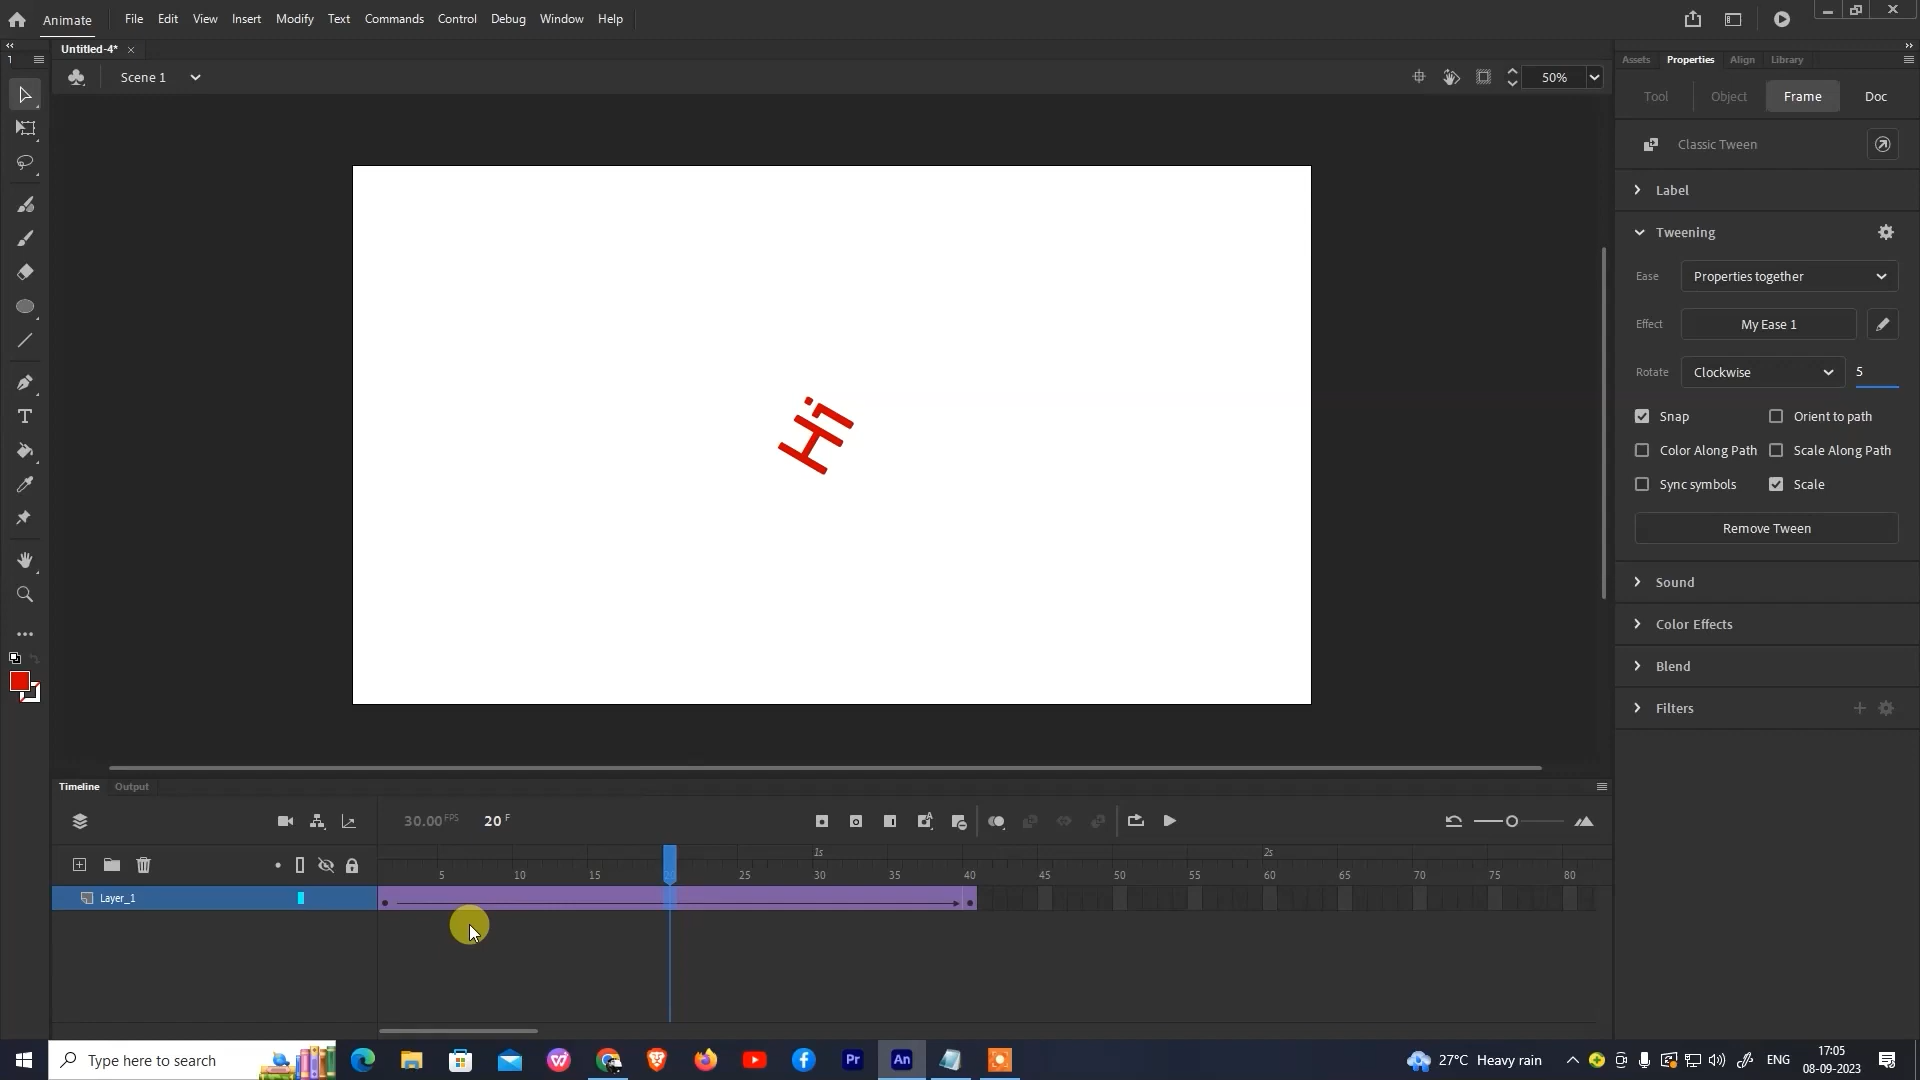 Animate File Edit View Insert Modify Text Commands Control Debug Window Help
Untitled-4*
Scene 1
50%
Assets Properties Align Library
Tool Object Frame Doc
Classic Tween
Label
Tweening
Ease Properties together
Effect My Ease 1
Rotate Clockwise 5
Snap Orient to path
Color Along Path Scale Along Path
Sync symbols Scale
Remove Tween
Sound
Color Effects
Blend
Filters
Hi
Timeline Output
30.00 FPS 20 F
1s 2s
5 10 15 20 25 30 35 40 45 50 55 60 65 70 75 80
Layer_1
Type here to search
Pr An
27°C Heavy rain
ENG
17:05
08-09-2023